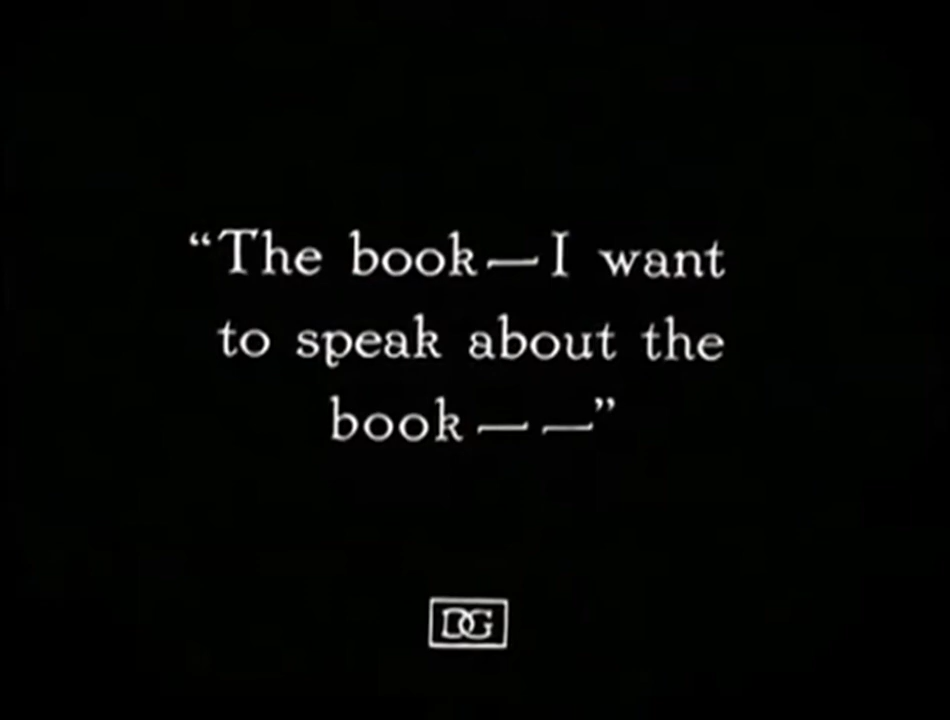 “The book—I want
to speak about the
book— —”
DG